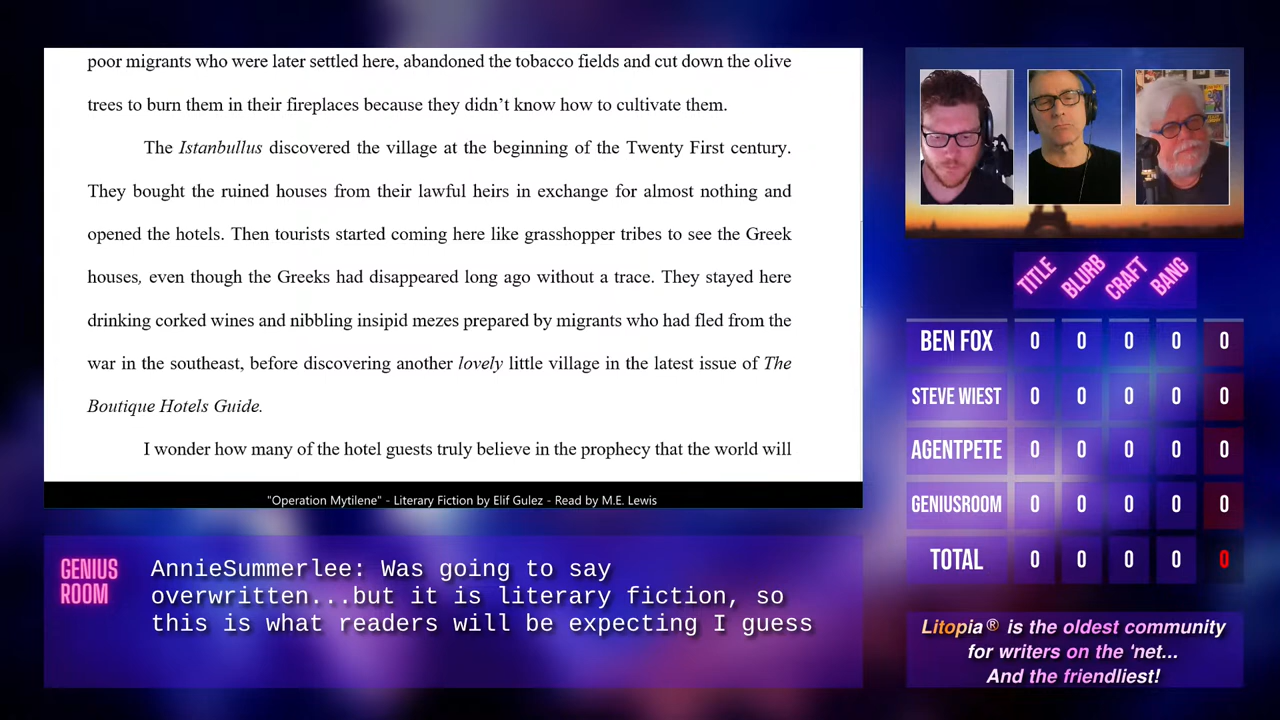 poor migrants who were later settled here, abandoned the tobacco fields and cut down the olive
trees to burn them in their fireplaces because they didn’t know how to cultivate them.
The Istanbullus discovered the village at the beginning of the Twenty First century.
They bought the ruined houses from their lawful heirs in exchange for almost nothing and
opened the hotels. Then tourists started coming here like grasshopper tribes to see the Greek
houses, even though the Greeks had disappeared long ago without a trace. They stayed here
drinking corked wines and nibbling insipid mezes prepared by migrants who had fled from the
war in the southeast, before discovering another lovely little village in the latest issue of The
Boutique Hotels Guide.
I wonder how many of the hotel guests truly believe in the prophecy that the world will
"Operation Mytilene" - Literary Fiction by Elif Gulez - Read by M.E. Lewis
GENIUS
ROOM
AnnieSummerlee: Was going to say
overwritten...but it is literary fiction, so
this is what readers will be expecting I guess
TITLE BLURB CRAFT BANG
BEN FOX 0 0 0 0 0
STEVE WIEST 0 0 0 0 0
AGENTPETE 0 0 0 0 0
GENIUSROOM 0 0 0 0 0
TOTAL 0 0 0 0 0
Litopia® is the oldest community
for writers on the 'net...
And the friendliest!